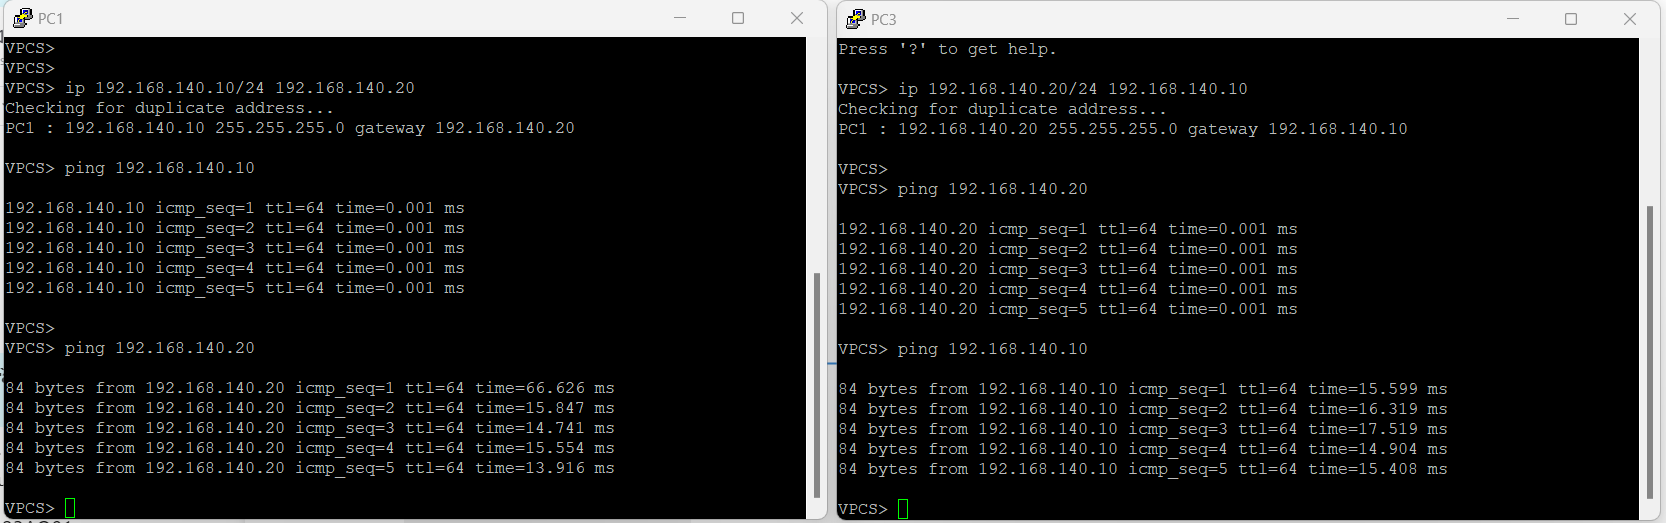 PC1
VPCS>
VPCS>
VPCS> ip 192.168.140.10/24 192.168.140.20
Checking for duplicate address...
PC1 : 192.168.140.10 255.255.255.0 gateway 192.168.140.20
VPCS> ping 192.168.140.10
192.168.140.10 icmp_seq=1 ttl=64 time=0.001 ms
192.168.140.10 icmp_seq=2 ttl=64 time=0.001 ms
192.168.140.10 icmp_seq=3 ttl=64 time=0.001 ms
192.168.140.10 icmp_seq=4 ttl=64 time=0.001 ms
192.168.140.10 icmp_seq=5 ttl=64 time=0.001 ms
VPCS>
VPCS> ping 192.168.140.20
84 bytes from 192.168.140.20 icmp_seq=1 ttl=64 time=66.626 ms
84 bytes from 192.168.140.20 icmp_seq=2 ttl=64 time=15.847 ms
84 bytes from 192.168.140.20 icmp_seq=3 ttl=64 time=14.741 ms
84 bytes from 192.168.140.20 icmp_seq=4 ttl=64 time=15.554 ms
84 bytes from 192.168.140.20 icmp_seq=5 ttl=64 time=13.916 ms
VPCS>
PC3
Press '?' to get help.
VPCS> ip 192.168.140.20/24 192.168.140.10
Checking for duplicate address...
PC1 : 192.168.140.20 255.255.255.0 gateway 192.168.140.10
VPCS>
VPCS> ping 192.168.140.20
192.168.140.20 icmp_seq=1 ttl=64 time=0.001 ms
192.168.140.20 icmp_seq=2 ttl=64 time=0.001 ms
192.168.140.20 icmp_seq=3 ttl=64 time=0.001 ms
192.168.140.20 icmp_seq=4 ttl=64 time=0.001 ms
192.168.140.20 icmp_seq=5 ttl=64 time=0.001 ms
VPCS> ping 192.168.140.10
84 bytes from 192.168.140.10 icmp_seq=1 ttl=64 time=15.599 ms
84 bytes from 192.168.140.10 icmp_seq=2 ttl=64 time=16.319 ms
84 bytes from 192.168.140.10 icmp_seq=3 ttl=64 time=17.519 ms
84 bytes from 192.168.140.10 icmp_seq=4 ttl=64 time=14.904 ms
84 bytes from 192.168.140.10 icmp_seq=5 ttl=64 time=15.408 ms
VPCS>